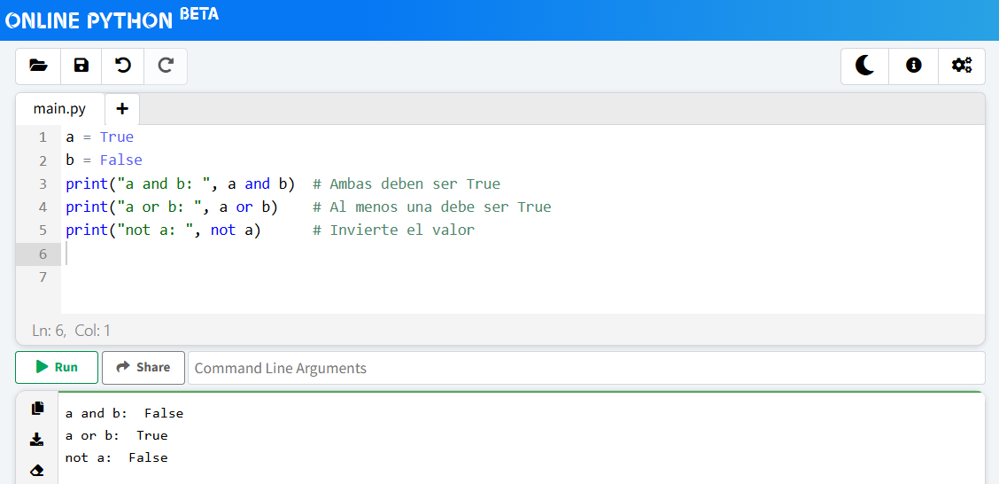 ONLINE PYTHON BETA
main.py +
1 a = True
2 b = False
3 print("a and b: ", a and b)  # Ambas deben ser True
4 print("a or b: ", a or b)    # Al menos una debe ser True
5 print("not a: ", not a)      # Invierte el valor
6
7
Ln: 6,  Col: 1
Run Share Command Line Arguments
a and b:  False
a or b:  True
not a:  False